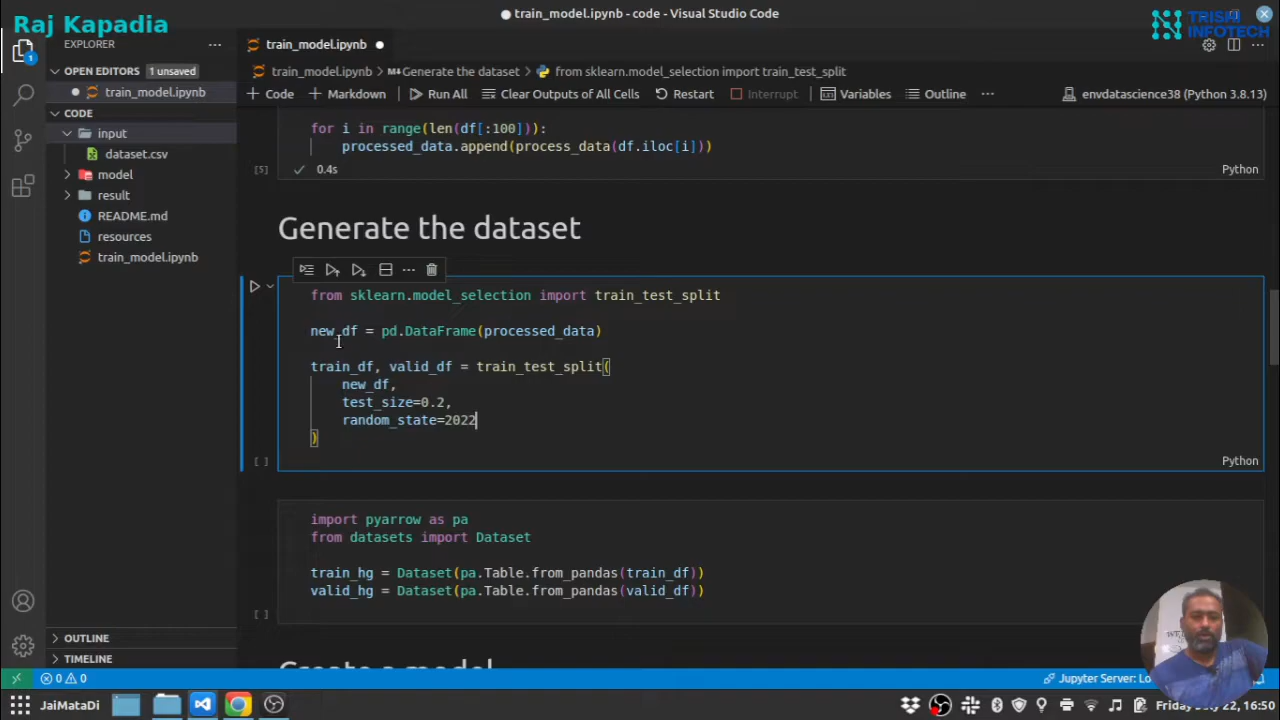 Raj Kapadia
train_model.ipynb - code - Visual Studio Code
TRISHI
INFOTECH
EXPLORER
train_model.ipynb
OPEN EDITORS 1 unsaved
train_model.ipynb > Generate the dataset > from sklearn.model_selection import train_test_split
train_model.ipynb
+ Code + Markdown Run All Clear Outputs of All Cells Restart Interrupt Variables Outline envdatascience38 (Python 3.8.13)
CODE
input
dataset.csv
model
result
README.md
resources
train_model.ipynb
for i in range(len(df[:100])):
processed_data.append(process_data(df.iloc[i]))
[5] 0.4s Python
Generate the dataset
from sklearn.model_selection import train_test_split
new_df = pd.DataFrame(processed_data)
train_df, valid_df = train_test_split(
new_df,
test_size=0.2,
random_state=2022
)
[ ] Python
import pyarrow as pa
from datasets import Dataset
train_hg = Dataset(pa.Table.from_pandas(train_df))
valid_hg = Dataset(pa.Table.from_pandas(valid_df))
[ ]
Create a model
OUTLINE
TIMELINE
0 0
Jupyter Server:
JaiMataDi
22, 16:50
1